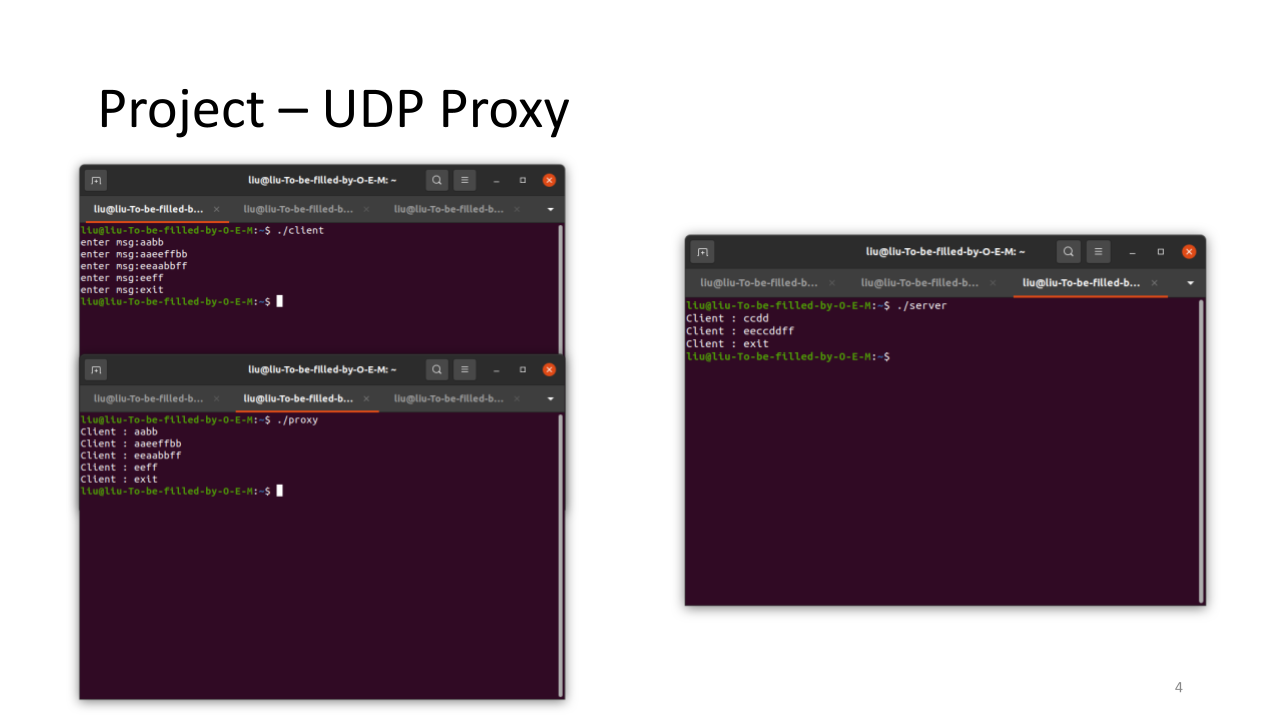 Project – UDP Proxy
liu@liu-To-be-filled-by-O-E-M: ~
liu@liu-To-be-filled-b... × liu@liu-To-be-filled-b... × liu@liu-To-be-filled-b... ×
liu@liu-To-be-filled-by-O-E-M:~$ ./client
enter msg:aabb
enter msg:aaeeffbb
enter msg:eeaabbff
enter msg:eeff
enter msg:exit
liu@liu-To-be-filled-by-O-E-M:~$
liu@liu-To-be-filled-by-O-E-M: ~
liu@liu-To-be-filled-b... × liu@liu-To-be-filled-b... × liu@liu-To-be-filled-b... ×
liu@liu-To-be-filled-by-O-E-M:~$ ./proxy
Client : aabb
Client : aaeeffbb
Client : eeaabbff
Client : eeff
Client : exit
liu@liu-To-be-filled-by-O-E-M:~$
liu@liu-To-be-filled-by-O-E-M: ~
liu@liu-To-be-filled-b... × liu@liu-To-be-filled-b... × liu@liu-To-be-filled-b... ×
liu@liu-To-be-filled-by-O-E-M:~$ ./server
Client : ccdd
Client : eeccddff
Client : exit
liu@liu-To-be-filled-by-O-E-M:~$
4